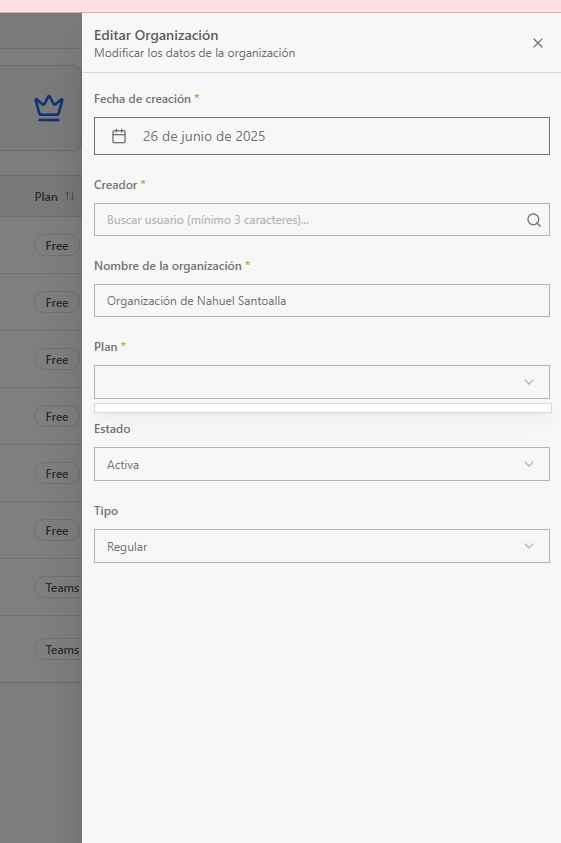 Editar Organización
Modificar los datos de la organización
Fecha de creación *
26 de junio de 2025
Creador *
Buscar usuario (mínimo 3 caracteres)...
Nombre de la organización *
Organización de Nahuel Santoalla
Plan *
Estado
Activa
Tipo
Regular
Plan
Free
Free
Free
Free
Free
Free
Teams
Teams